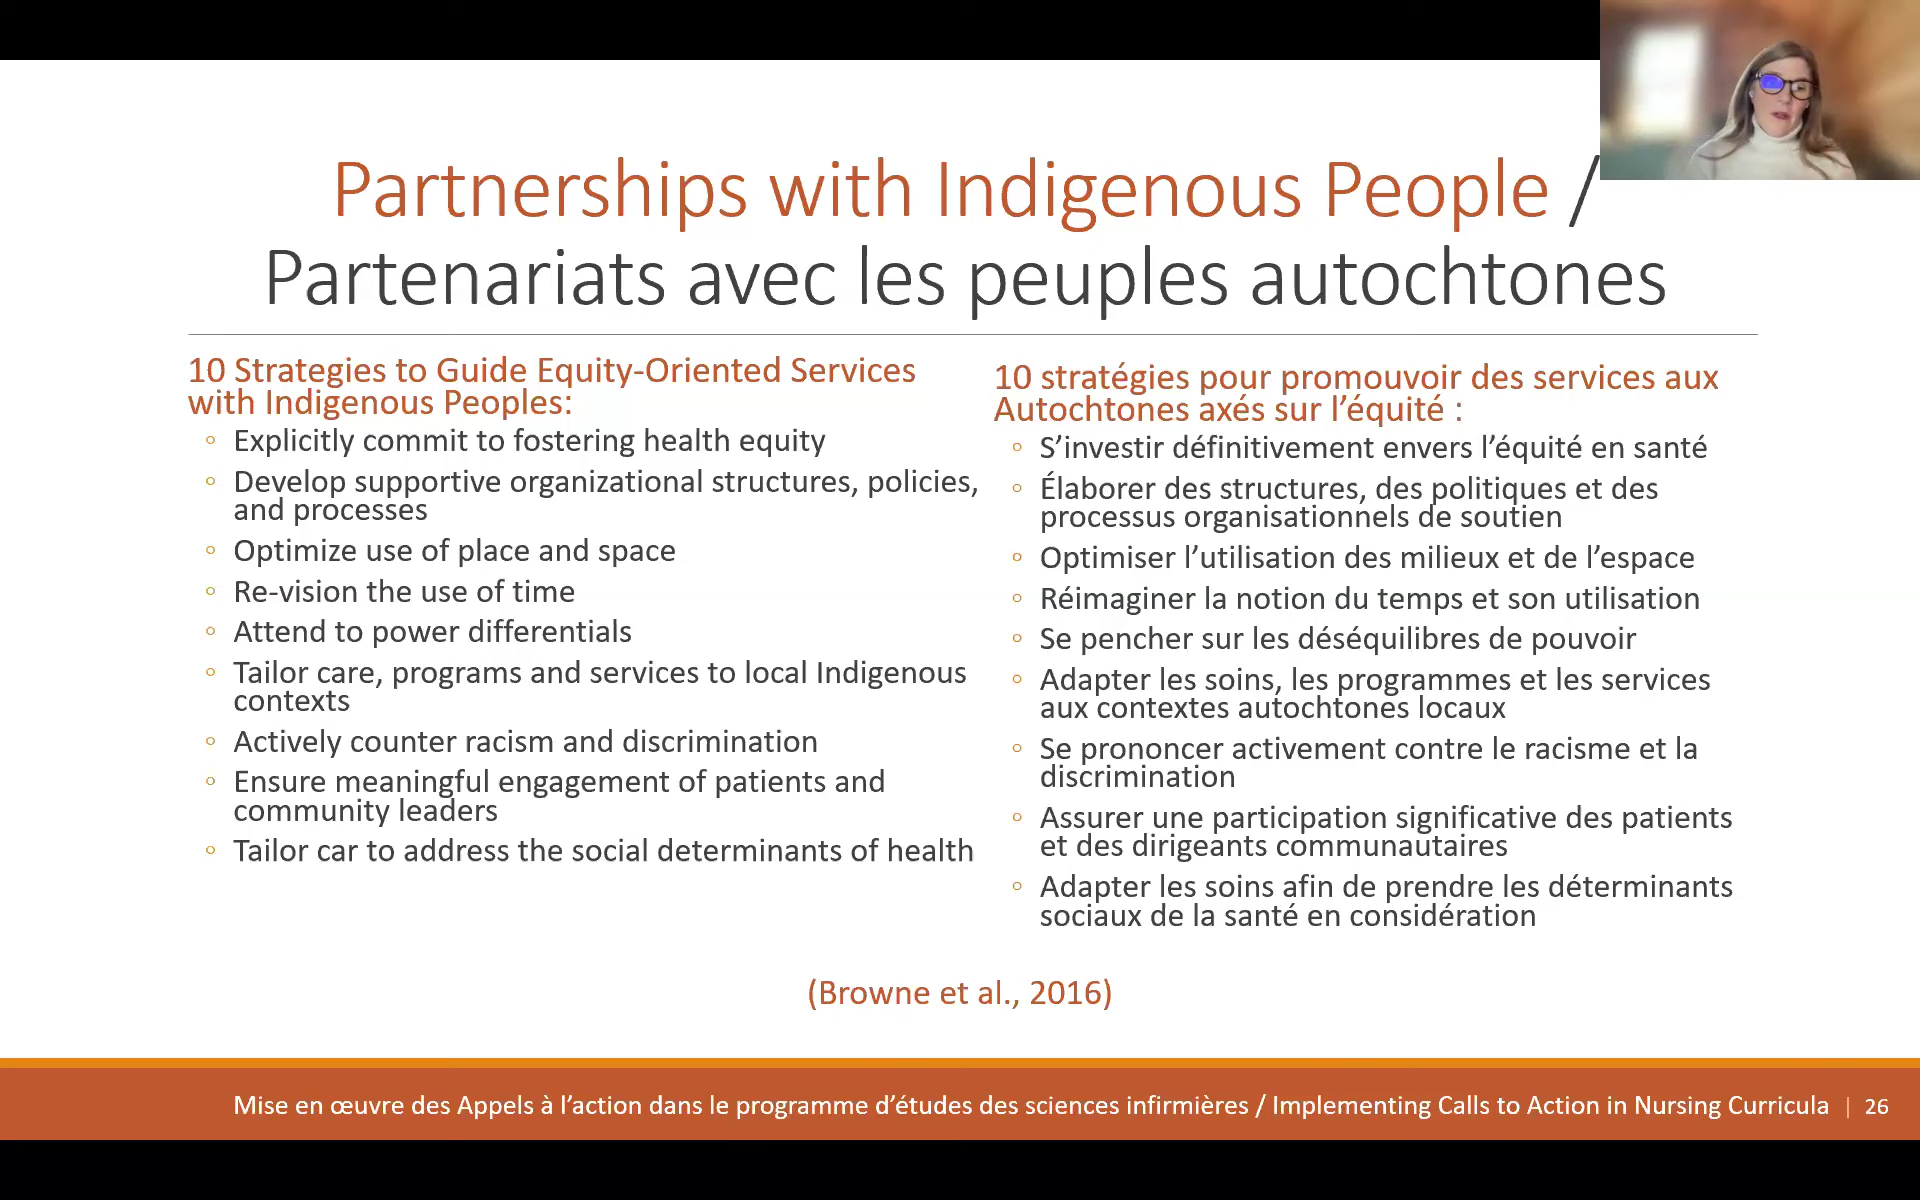 Partnerships with Indigenous People /
Partenariats avec les peuples autochtones
10 Strategies to Guide Equity-Oriented Services
with Indigenous Peoples:
◦ Explicitly commit to fostering health equity
◦ Develop supportive organizational structures, policies,
and processes
◦ Optimize use of place and space
◦ Re-vision the use of time
◦ Attend to power differentials
◦ Tailor care, programs and services to local Indigenous
contexts
◦ Actively counter racism and discrimination
◦ Ensure meaningful engagement of patients and
community leaders
◦ Tailor car to address the social determinants of health
10 stratégies pour promouvoir des services aux
Autochtones axés sur l’équité :
◦ S’investir définitivement envers l’équité en santé
◦ Élaborer des structures, des politiques et des
processus organisationnels de soutien
◦ Optimiser l’utilisation des milieux et de l’espace
◦ Réimaginer la notion du temps et son utilisation
◦ Se pencher sur les déséquilibres de pouvoir
◦ Adapter les soins, les programmes et les services
aux contextes autochtones locaux
◦ Se prononcer activement contre le racisme et la
discrimination
◦ Assurer une participation significative des patients
et des dirigeants communautaires
◦ Adapter les soins afin de prendre les déterminants
sociaux de la santé en considération
(Browne et al., 2016)
Mise en œuvre des Appels à l’action dans le programme d’études des sciences infirmières / Implementing Calls to Action in Nursing Curricula | 26